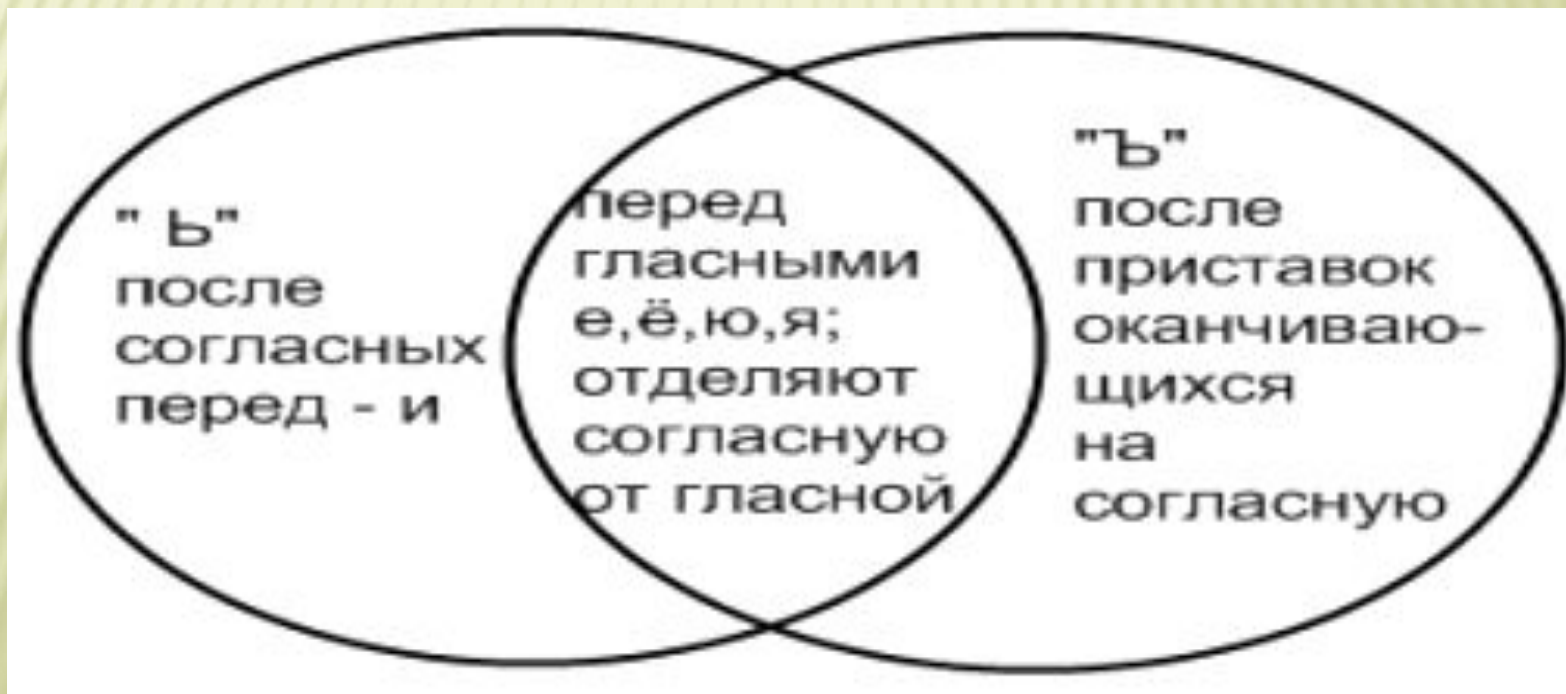 " Ь"
после
согласных
перед - и
перед
гласными
е,ё,ю,я;
отделяют
согласную
от гласной
"Ъ"
после
приставок
оканчиваю-
щихся
на
согласную